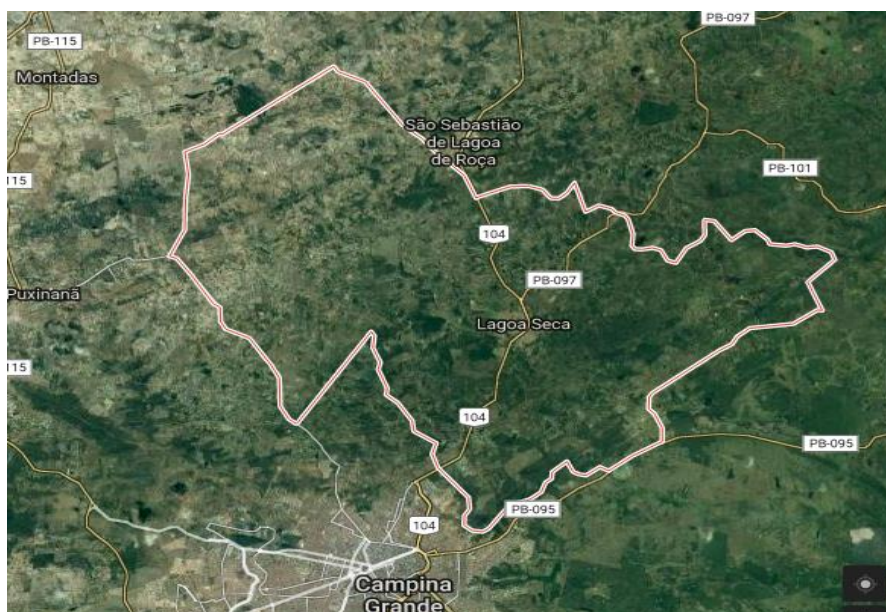 PB-097
PB-115
Montadas
São Sebastião
de Lagoa
de Roça
PB-101
115
104
PB-097
Puxinanã
Lagoa Seca
115
104
PB-095
PB-095
104
Campina
Grande